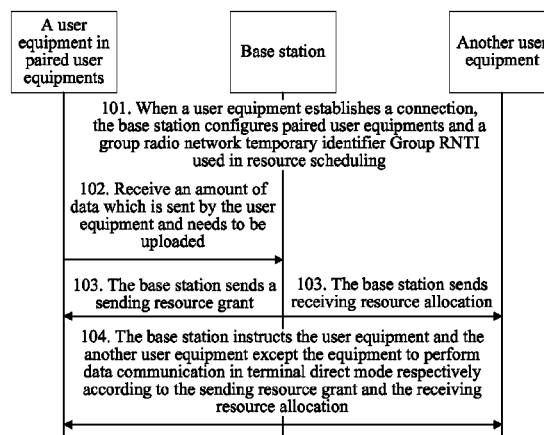 A user
equipment in
paired user
equipments
Base station
Another user
equipment
101. When a user equipment establishes a connection,
the base station configures paired user equipments and a
group radio network temporary identifier Group RNTI
used in resource scheduling
102. Receive an amount of
data which is sent by the user
equipment and needs to be
uploaded
103. The base station sends a
sending resource grant
103. The base station sends
receiving resource allocation
104. The base station instructs the user equipment and the
another user equipment except the equipment to perform
data communication in terminal direct mode respectively
according to the sending resource grant and the receiving
resource allocation